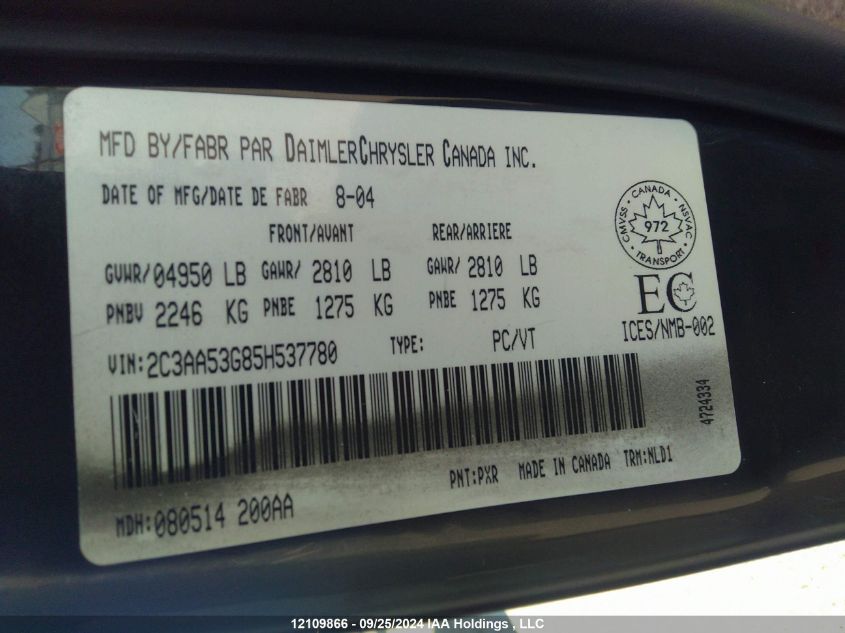 MFD BY/FABR PAR DAIMLERCHRYSLER CANADA INC.
DATE OF MFG/DATE DE FABR 8-04
FRONT/AVANT REAR/ARRIERE
GVWR/04950 LB GAWR/ 2810 LB GAWR/ 2810 LB
PNBV 2246 KG PNBE 1275 KG PNBE 1275 KG
VIN:2C3AA53G85H537780 TYPE: PC/VT
CANADA
CMVSS
972
NSVAC
TRANSPORT
EC
ICES/NMB-002
4724334
PNT:PXR MADE IN CANADA TRM:NLD1
MDH:080514 200AA
12109866 - 09/25/2024 IAA Holdings , LLC